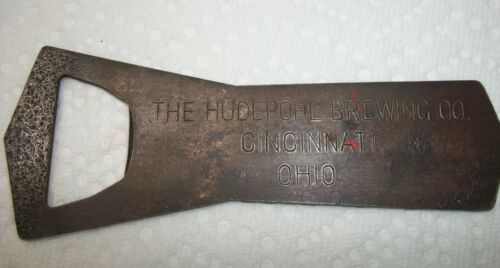 THE HUDEPOHL BREWING CO.
CINCINNATI,
OHIO